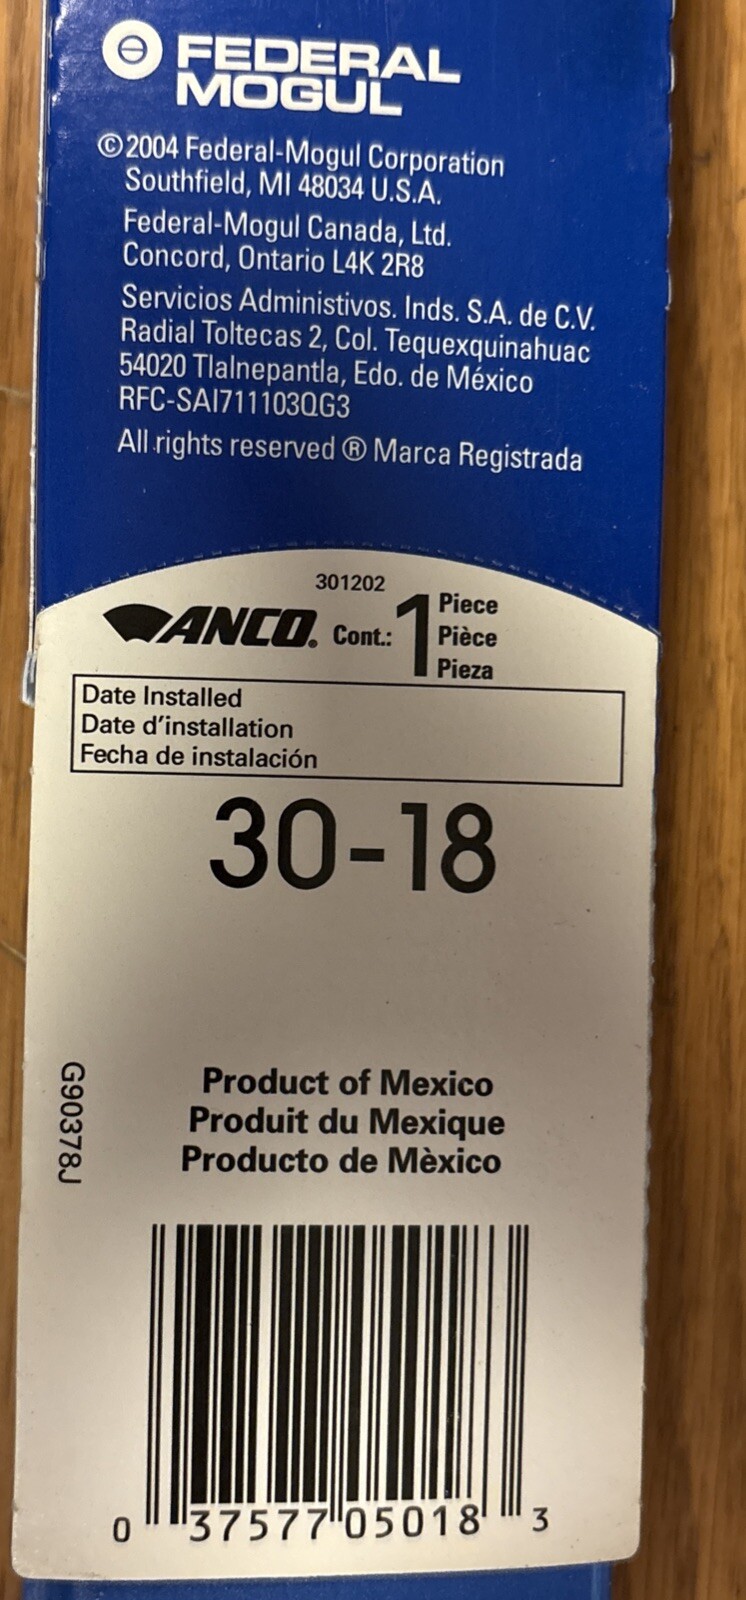 FEDERAL
MOGUL
©2004 Federal-Mogul Corporation
Southfield, MI 48034 U.S.A.
Federal-Mogul Canada, Ltd.
Concord, Ontario L4K 2R8
Servicios Administivos. Inds. S.A. de C.V.
Radial Toltecas 2, Col. Tequexquinahuac
54020 Tlalnepantla, Edo. de México
RFC-SAI711103QG3
All rights reserved ® Marca Registrada
301202
ANCO. Cont.: 1 Piece
Pièce
Pieza
Date Installed
Date d'installation
Fecha de instalación
30-18
G90378J
Product of Mexico
Produit du Mexique
Producto de Mèxico
0 37577 05018 3